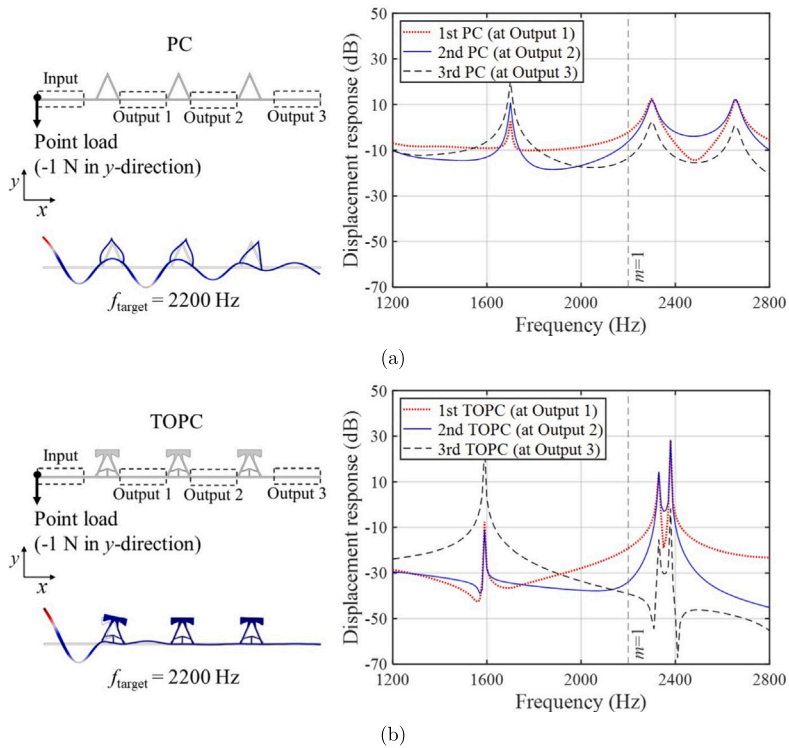 PC
Input
Output 1
Output 2
Output 3
Point load
(-1 N in y-direction)
y
x
f_target = 2200 Hz
Displacement response (dB)
50
30
10
-10
-30
-50
-70
1st PC (at Output 1)
2nd PC (at Output 2)
3rd PC (at Output 3)
m=1
1200 1600 2000 2400 2800
Frequency (Hz)
(a)
TOPC
Input
Output 1
Output 2
Output 3
Point load
(-1 N in y-direction)
y
x
f_target = 2200 Hz
Displacement response (dB)
50
30
10
-10
-30
-50
-70
1st TOPC (at Output 1)
2nd TOPC (at Output 2)
3rd TOPC (at Output 3)
m=1
1200 1600 2000 2400 2800
Frequency (Hz)
(b)